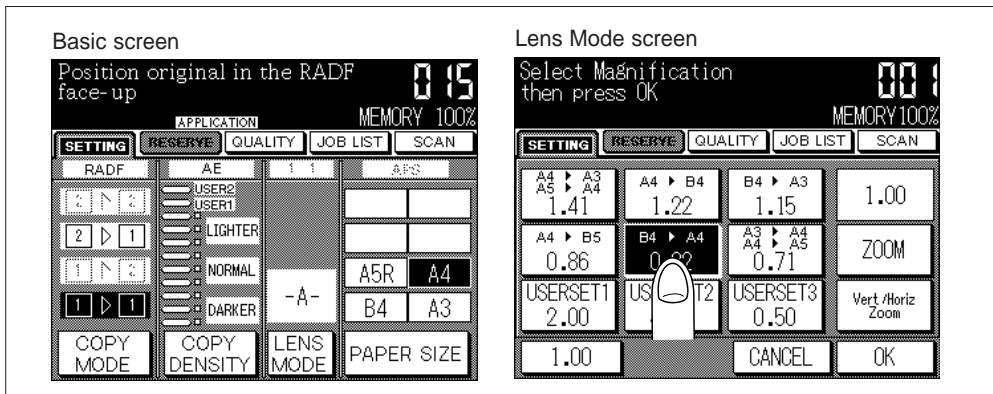 Basic screen
Position original in the RADF
face-up
015
MEMORY 100%
APPLICATION
SETTING RESERVE QUALITY JOB LIST SCAN
RADF AE 1 1 APS
2 2
2 1
1 2
1 1
USER2
USER1
LIGHTER
NORMAL
DARKER
-A-
A5R A4
B4 A3
COPY MODE
COPY DENSITY
LENS MODE
PAPER SIZE
Lens Mode screen
Select Magnification
then press OK
001
MEMORY 100%
SETTING RESERVE QUALITY JOB LIST SCAN
A4 ▶ A3
A5 ▶ A4
1.41
A4 ▶ B4
1.22
B4 ▶ A3
1.15
1.00
A4 ▶ B5
0.86
B4 ▶ A4
A3 ▶ A4
A4 ▶ A5
0.71
ZOOM
USERSET1
2.00
USERSET3
0.50
Vert /Horiz
Zoom
1.00 CANCEL OK